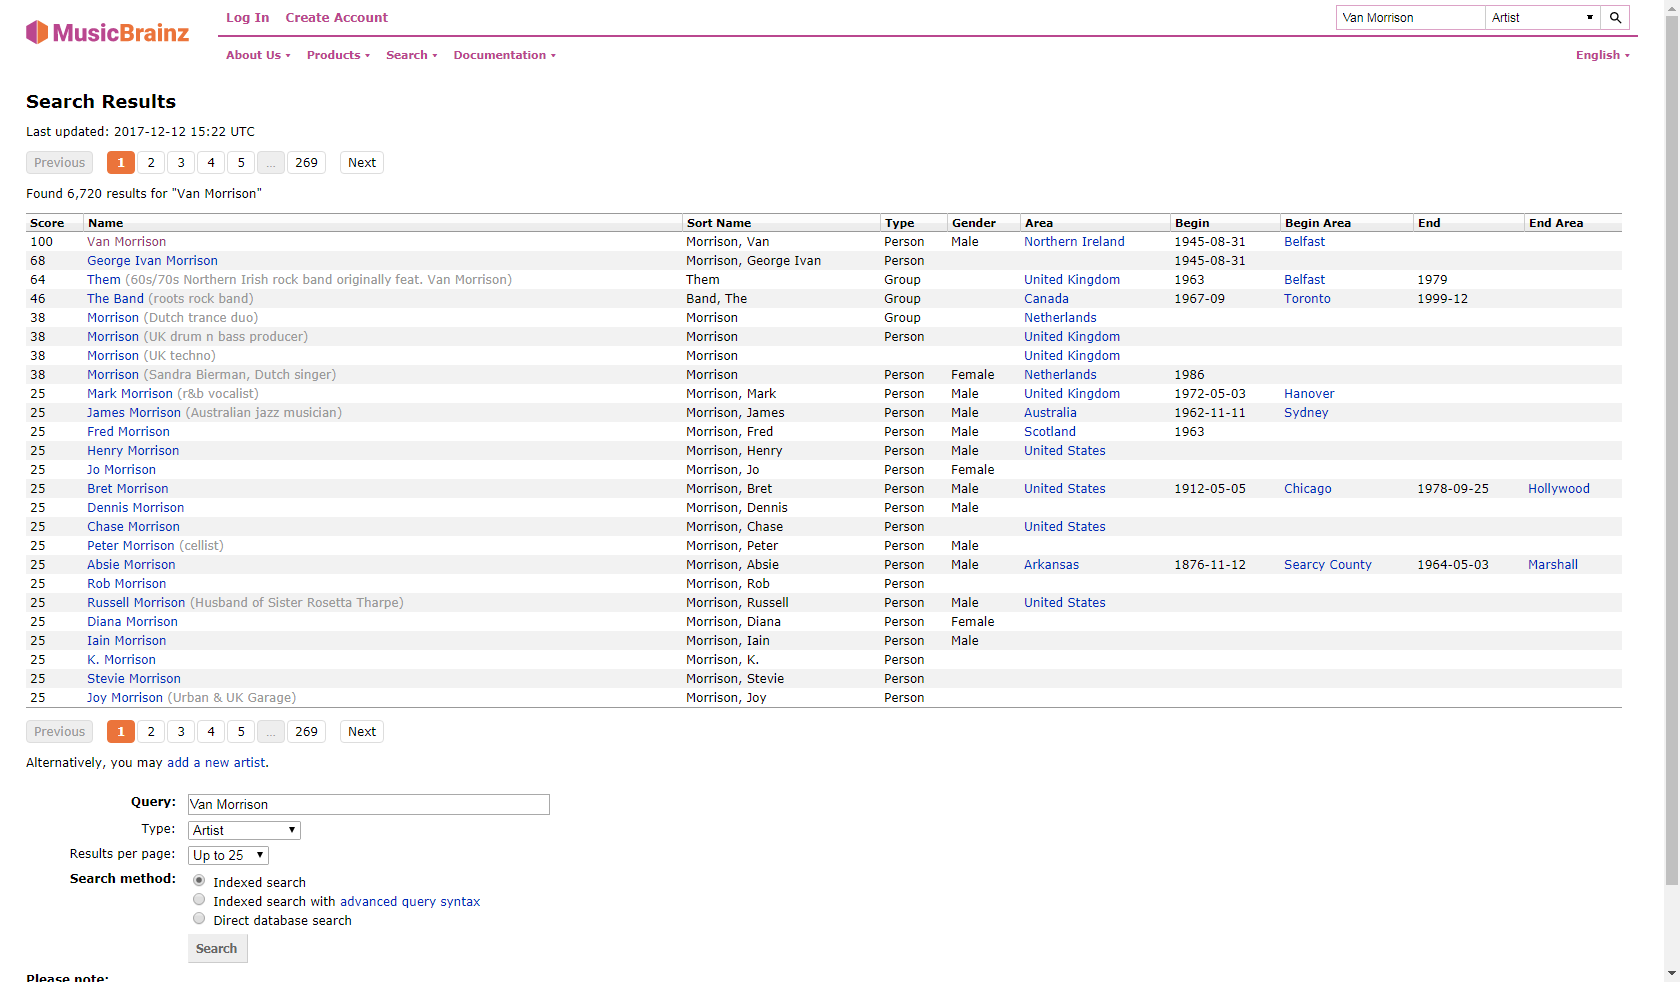 MusicBrainz
Log In Create Account
Van Morrison Artist
About Us Products Search Documentation English
Search Results
Last updated: 2017-12-12 15:22 UTC
Previous 1 2 3 4 5 ... 269 Next
Found 6,720 results for "Van Morrison"
Score Name Sort Name Type Gender Area Begin Begin Area End End Area
100 Van Morrison Morrison, Van Person Male Northern Ireland 1945-08-31 Belfast
68 George Ivan Morrison Morrison, George Ivan Person 1945-08-31
64 Them (60s/70s Northern Irish rock band originally feat. Van Morrison) Them Group United Kingdom 1963 Belfast 1979
46 The Band (roots rock band) Band, The Group Canada 1967-09 Toronto 1999-12
38 Morrison (Dutch trance duo) Morrison Group Netherlands
38 Morrison (UK drum n bass producer) Morrison Person United Kingdom
38 Morrison (UK techno) Morrison United Kingdom
38 Morrison (Sandra Bierman, Dutch singer) Morrison Person Female Netherlands 1986
25 Mark Morrison (r&b vocalist) Morrison, Mark Person Male United Kingdom 1972-05-03 Hanover
25 James Morrison (Australian jazz musician) Morrison, James Person Male Australia 1962-11-11 Sydney
25 Fred Morrison Morrison, Fred Person Male Scotland 1963
25 Henry Morrison Morrison, Henry Person Male United States
25 Jo Morrison Morrison, Jo Person Female
25 Bret Morrison Morrison, Bret Person Male United States 1912-05-05 Chicago 1978-09-25 Hollywood
25 Dennis Morrison Morrison, Dennis Person Male
25 Chase Morrison Morrison, Chase Person United States
25 Peter Morrison (cellist) Morrison, Peter Person Male
25 Absie Morrison Morrison, Absie Person Male Arkansas 1876-11-12 Searcy County 1964-05-03 Marshall
25 Rob Morrison Morrison, Rob Person
25 Russell Morrison (Husband of Sister Rosetta Tharpe) Morrison, Russell Person Male United States
25 Diana Morrison Morrison, Diana Person Female
25 Iain Morrison Morrison, Iain Person Male
25 K. Morrison Morrison, K. Person
25 Stevie Morrison Morrison, Stevie Person
25 Joy Morrison (Urban & UK Garage) Morrison, Joy Person
Previous 1 2 3 4 5 ... 269 Next
Alternatively, you may add a new artist.
Query: Van Morrison
Type: Artist
Results per page: Up to 25
Search method: Indexed search
Indexed search with advanced query syntax
Direct database search
Search
Please note: